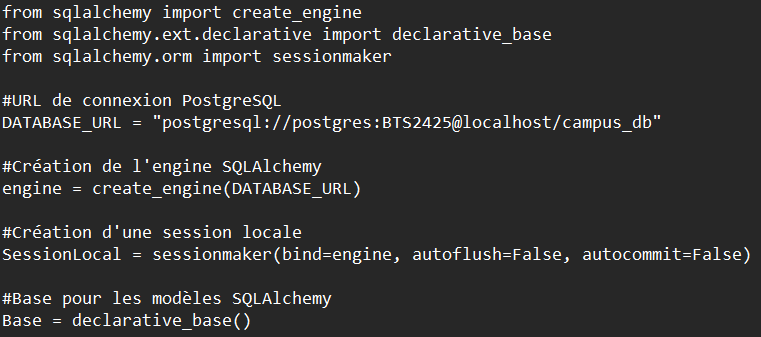 from sqlalchemy import create_engine
from sqlalchemy.ext.declarative import declarative_base
from sqlalchemy.orm import sessionmaker
#URL de connexion PostgreSQL
DATABASE_URL = "postgresql://postgres:BTS2425@localhost/campus_db"
#Création de l'engine SQLAlchemy
engine = create_engine(DATABASE_URL)
#Création d'une session locale
SessionLocal = sessionmaker(bind=engine, autoflush=False, autocommit=False)
#Base pour les modèles SQLAlchemy
Base = declarative_base()